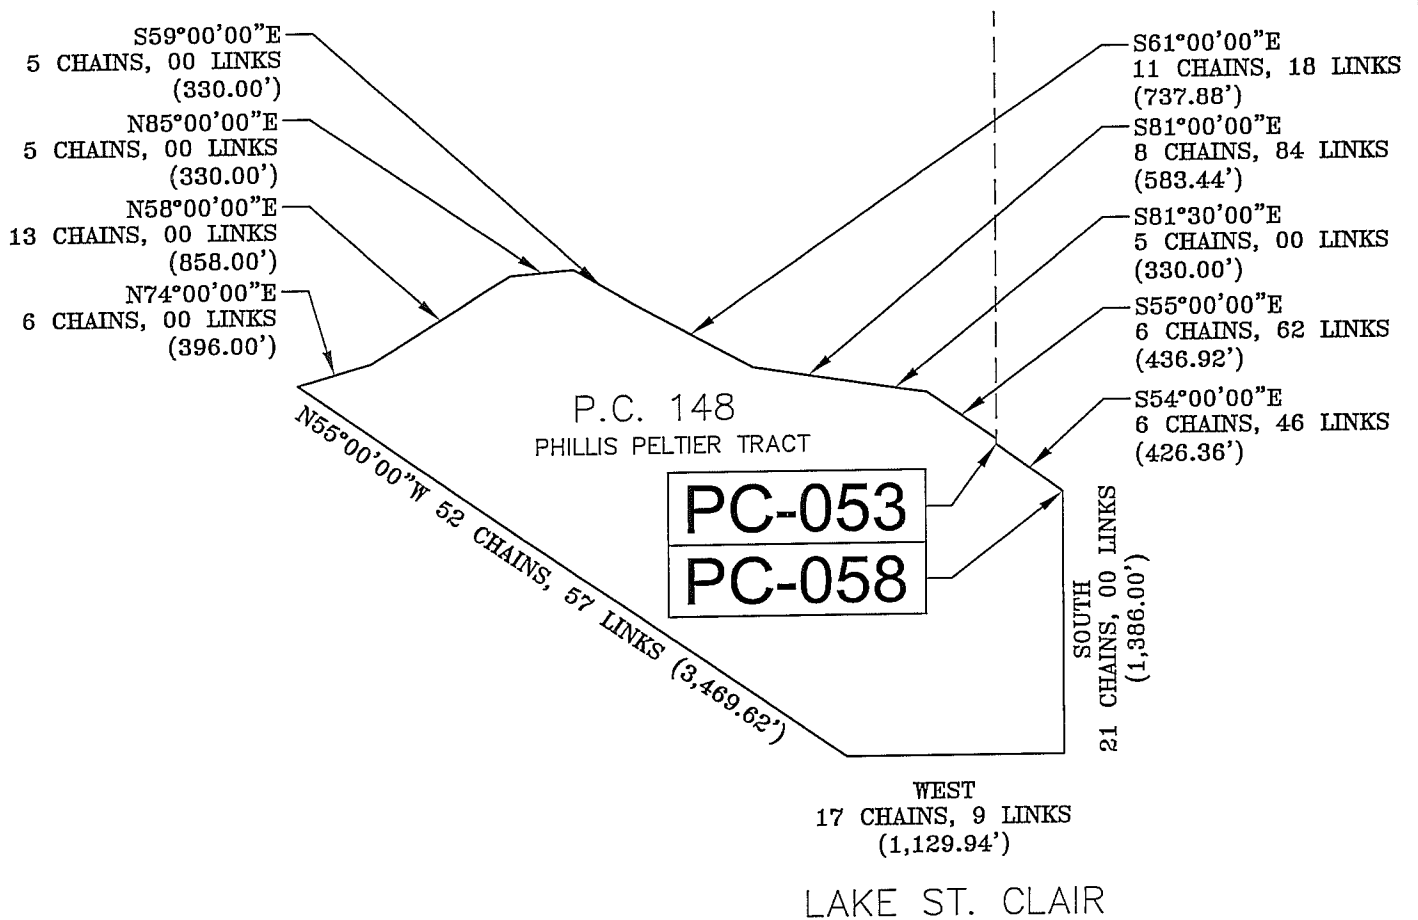 S59°00'00"E
5 CHAINS, 00 LINKS
(330.00')
N85°00'00"E
5 CHAINS, 00 LINKS
(330.00')
N58°00'00"E
13 CHAINS, 00 LINKS
(858.00')
N74°00'00"E
6 CHAINS, 00 LINKS
(396.00')
S61°00'00"E
11 CHAINS, 18 LINKS
(737.88')
S81°00'00"E
8 CHAINS, 84 LINKS
(583.44')
S81°30'00"E
5 CHAINS, 00 LINKS
(330.00')
S55°00'00"E
6 CHAINS, 62 LINKS
(436.92')
S54°00'00"E
6 CHAINS, 46 LINKS
(426.36')
P.C. 148
PHILLIS PELTIER TRACT
PC-053
PC-058
N55°00'00"W 52 CHAINS, 57 LINKS (3,469.62')
SOUTH
21 CHAINS, 00 LINKS
(1,386.00')
WEST
17 CHAINS, 9 LINKS
(1,129.94')
LAKE ST. CLAIR